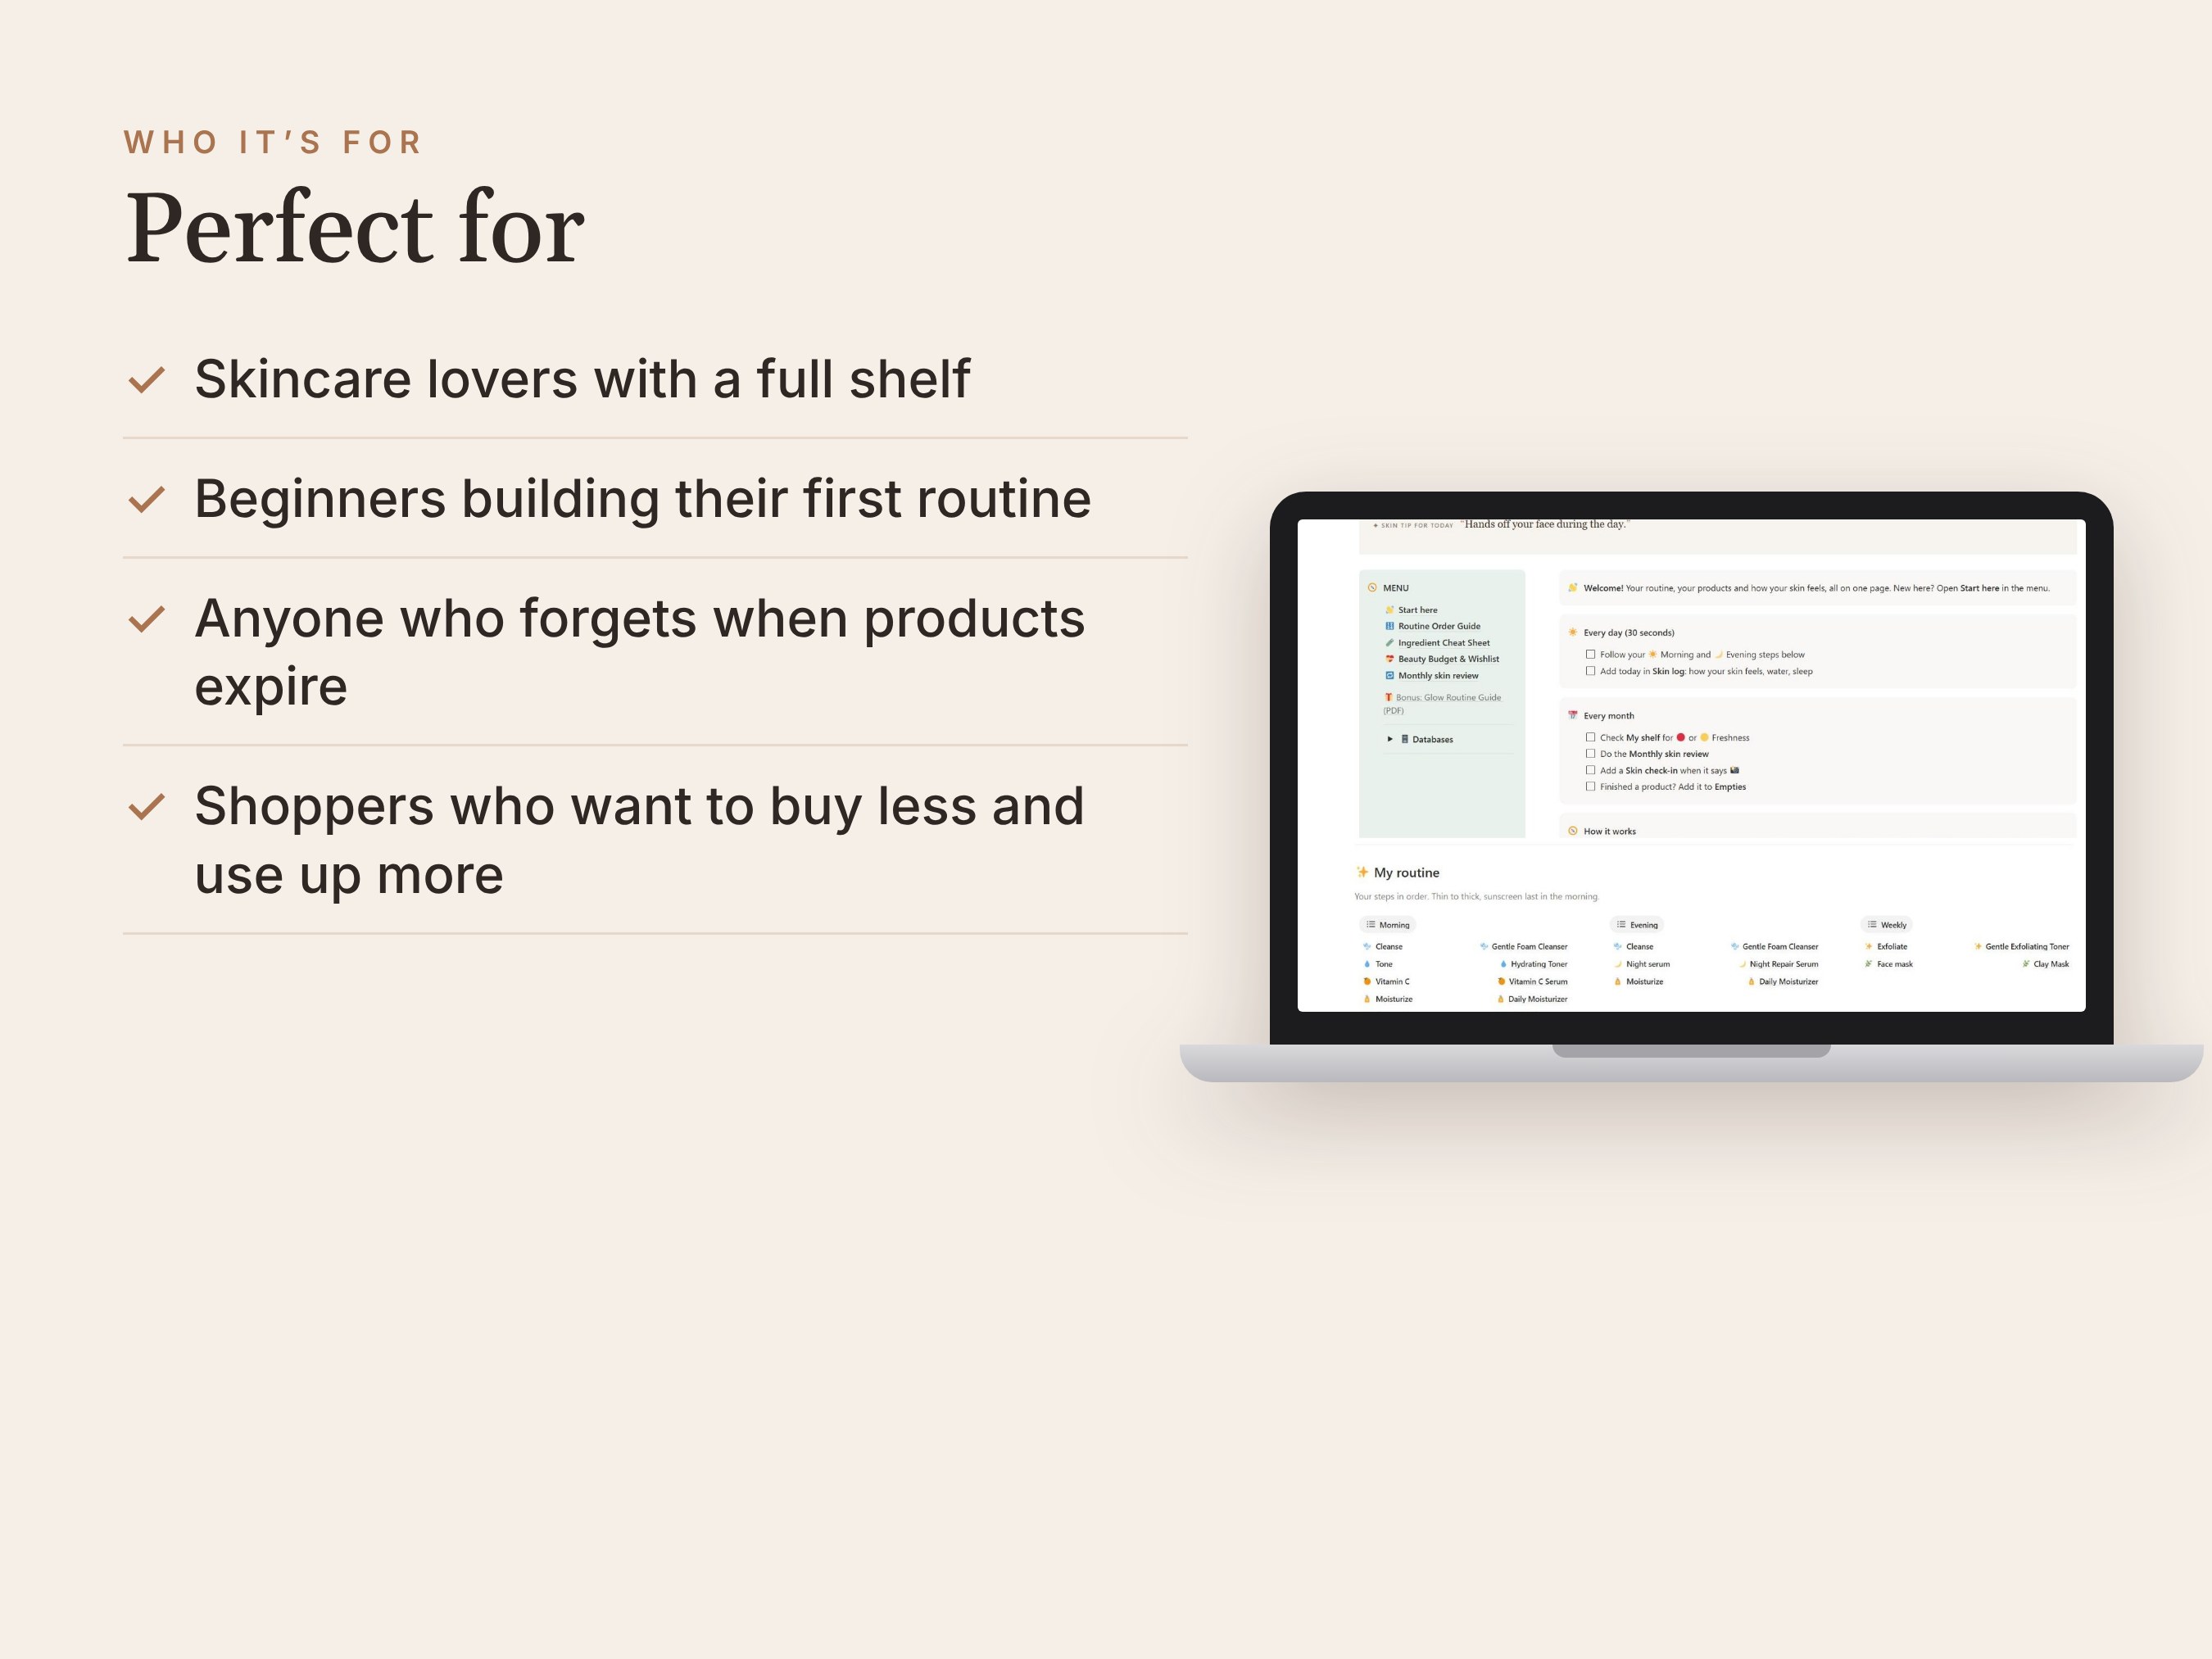 WHO IT’S FOR
Perfect for
Skincare lovers with a full shelf
Beginners building their first routine
Anyone who forgets when products
expire
Shoppers who want to buy less and
use up more
✦ SKIN TIP FOR TODAY "Hands off your face during the day."
MENU
Start here
Routine Order Guide
Ingredient Cheat Sheet
Beauty Budget & Wishlist
Monthly skin review
Bonus: Glow Routine Guide
(PDF)
Databases
Welcome! Your routine, your products and how your skin feels, all on one page. New here? Open Start here in the menu.
Every day (30 seconds)
Follow your ☀️ Morning and 🌙 Evening steps below
Add today in Skin log: how your skin feels, water, sleep
Every month
Check My shelf for 🔴 or 🟡 Freshness
Do the Monthly skin review
Add a Skin check-in when it says 📸
Finished a product? Add it to Empties
How it works
My routine
Your steps in order. Thin to thick, sunscreen last in the morning.
Morning
Cleanse Gentle Foam Cleanser
Tone Hydrating Toner
Vitamin C Vitamin C Serum
Moisturize Daily Moisturizer
Evening
Cleanse Gentle Foam Cleanser
Night serum Night Repair Serum
Moisturize Daily Moisturizer
Weekly
Exfoliate Gentle Exfoliating Toner
Face mask Clay Mask